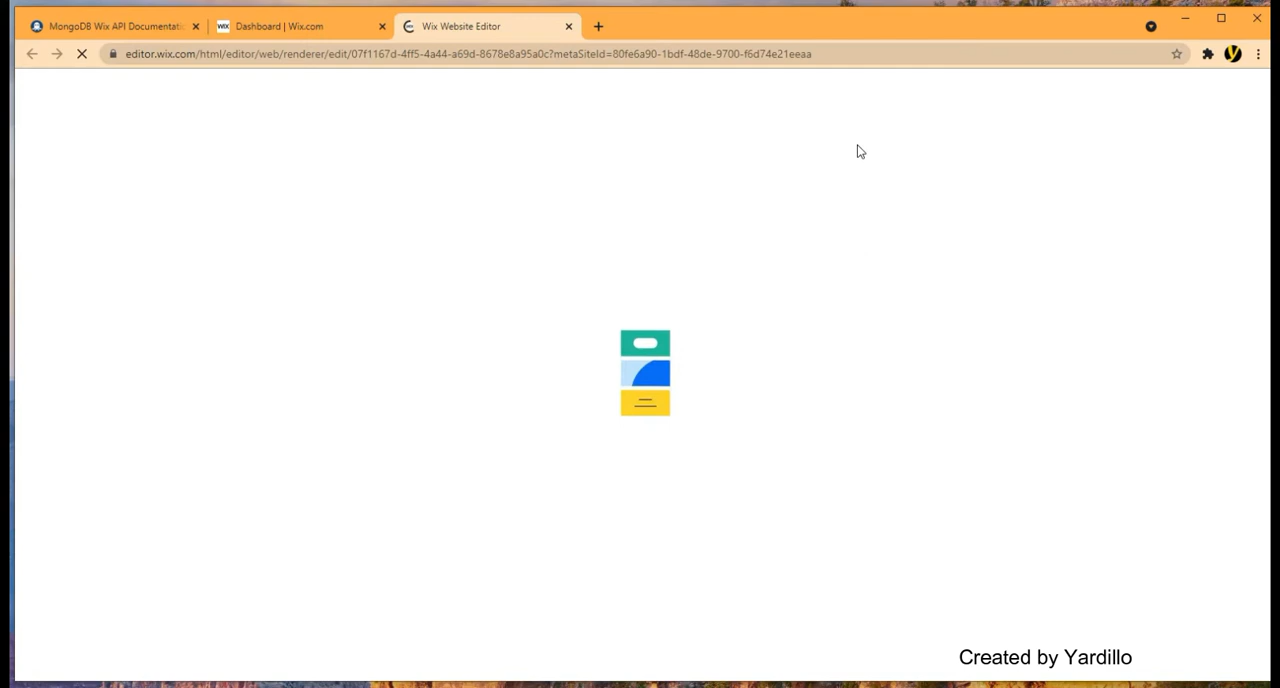 MongoDB Wix API Documentati
WIX Dashboard | Wix.com
Wix Website Editor
editor.wix.com/html/editor/web/renderer/edit/07f1167d-4ff5-4a44-a69d-8678e8a95a0c?metaSiteId=80fe6a90-1bdf-48de-9700-f6d74e21eeaa
Created by Yardillo